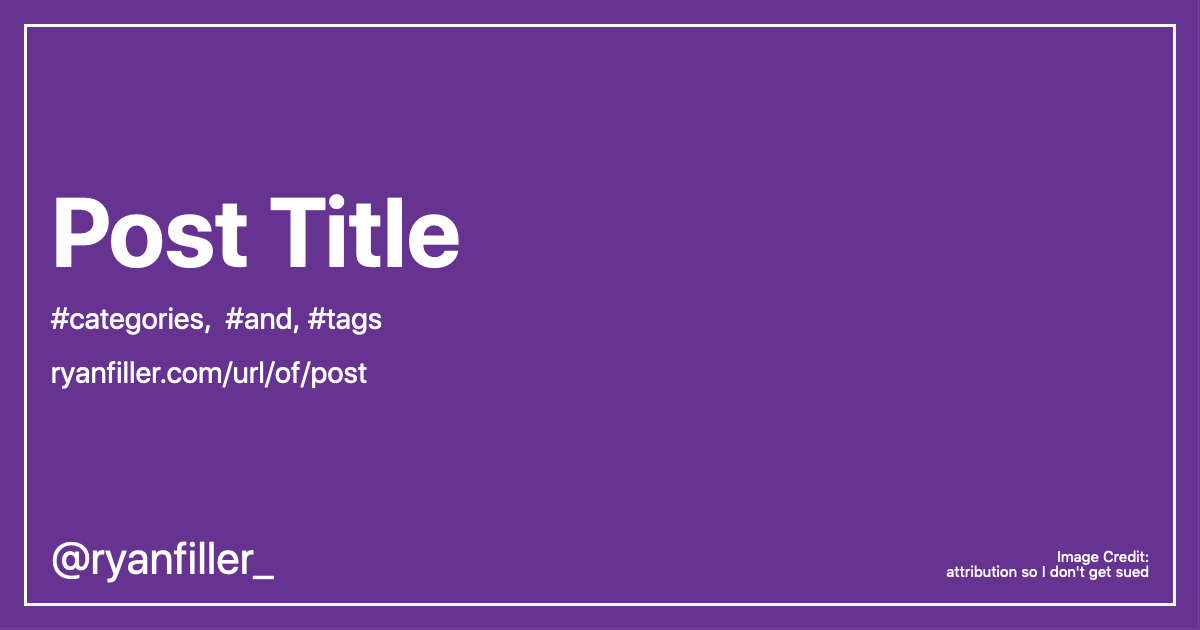 Post Title
#categories,  #and, #tags
ryanfiller.com/url/of/post
@ryanfiller_
Image Credit:
attribution so I don't get sued